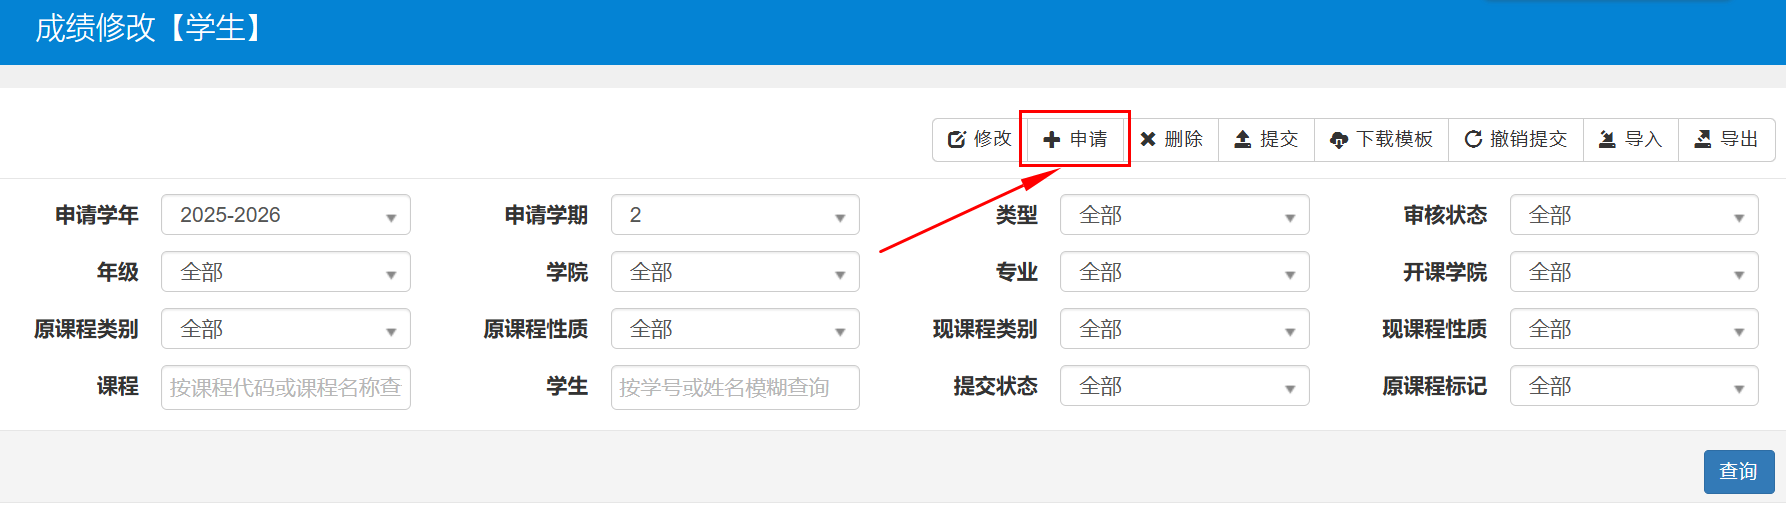 成绩修改【学生】
修改 申请 删除 提交 下载模板 撤销提交 导入 导出
申请学年 2025-2026 申请学期 2 类型 全部 审核状态 全部
年级 全部 学院 全部 专业 全部 开课学院 全部
原课程类别 全部 原课程性质 全部 现课程类别 全部 现课程性质 全部
课程 按课程代码或课程名称查 学生 按学号或姓名模糊查询 提交状态 全部 原课程标记 全部
查询